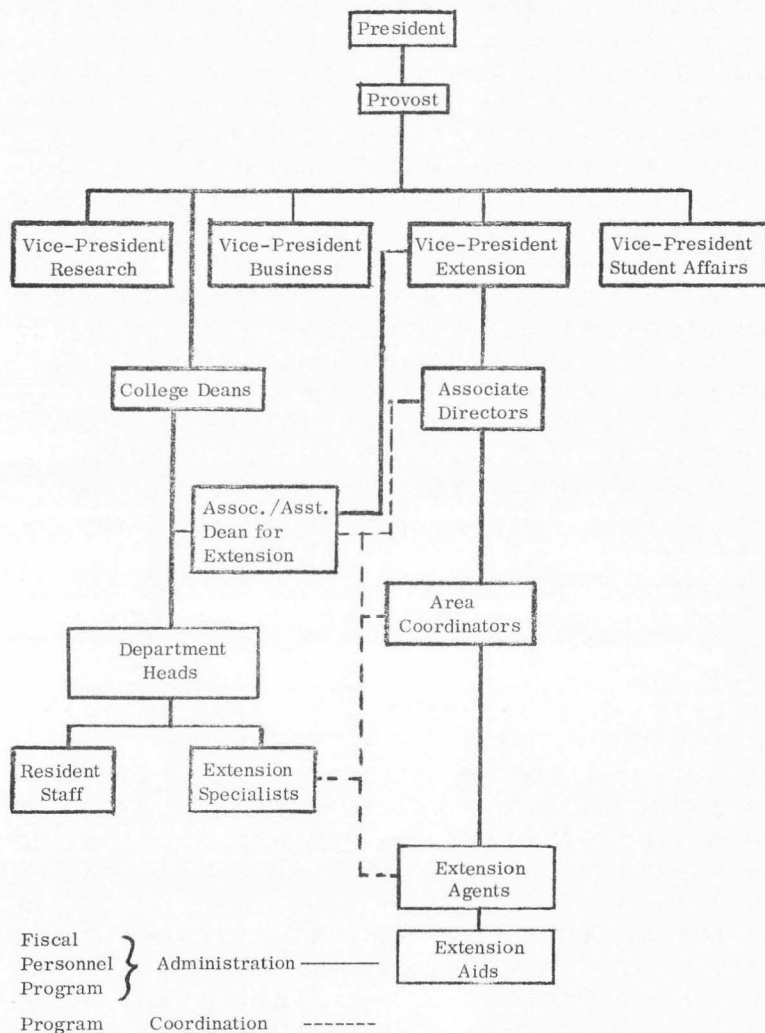 President
Provost
Vice-President
Research
Vice-President
Business
Vice-President
Extension
Vice-President
Student Affairs
College Deans
Associate
Directors
Assoc./Asst.
Dean for
Extension
Area
Coordinators
Department
Heads
Resident
Staff
Extension
Specialists
Extension
Agents
Extension
Aids
Fiscal
Personnel
Program
Administration
Program Coordination